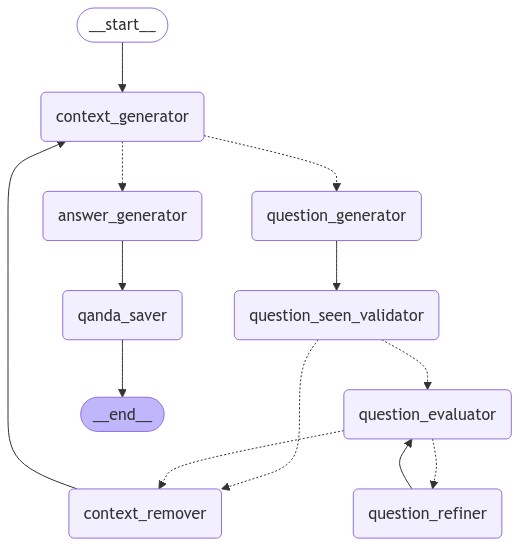 __start__
context_generator
answer_generator
question_generator
qanda_saver
question_seen_validator
__end__
question_evaluator
context_remover
question_refiner